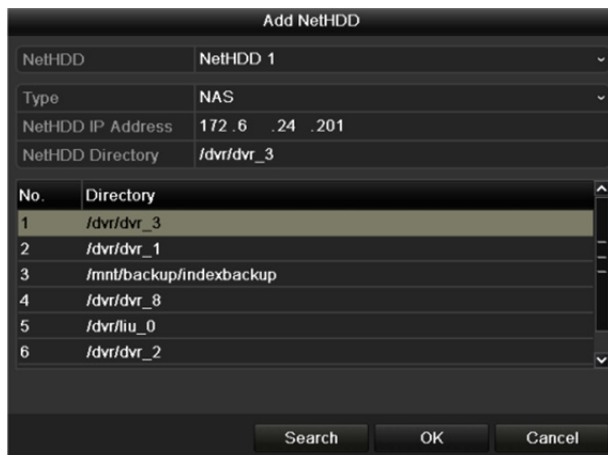 Add NetHDD
NetHDD NetHDD 1
Type NAS
NetHDD IP Address 172 .6 .24 .201
NetHDD Directory /dvr/dvr_3
No. Directory
1 /dvr/dvr_3
2 /dvr/dvr_1
3 /mnt/backup/indexbackup
4 /dvr/dvr_8
5 /dvr/liu_0
6 /dvr/dvr_2
Search OK Cancel